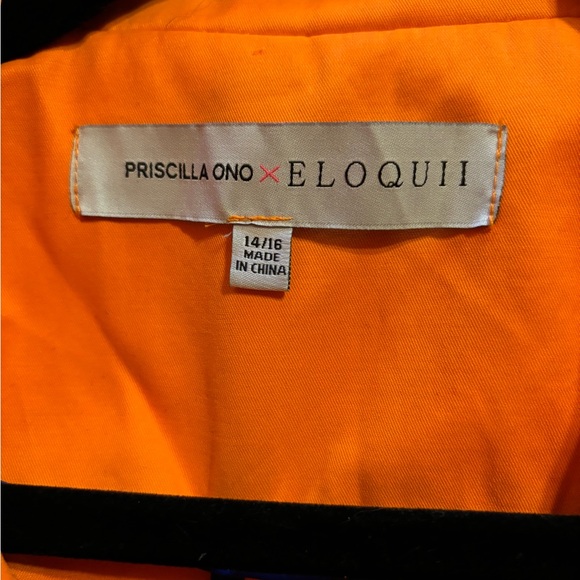 PRISCILLA ONO X ELOQUII
14/16
MADE
IN CHINA